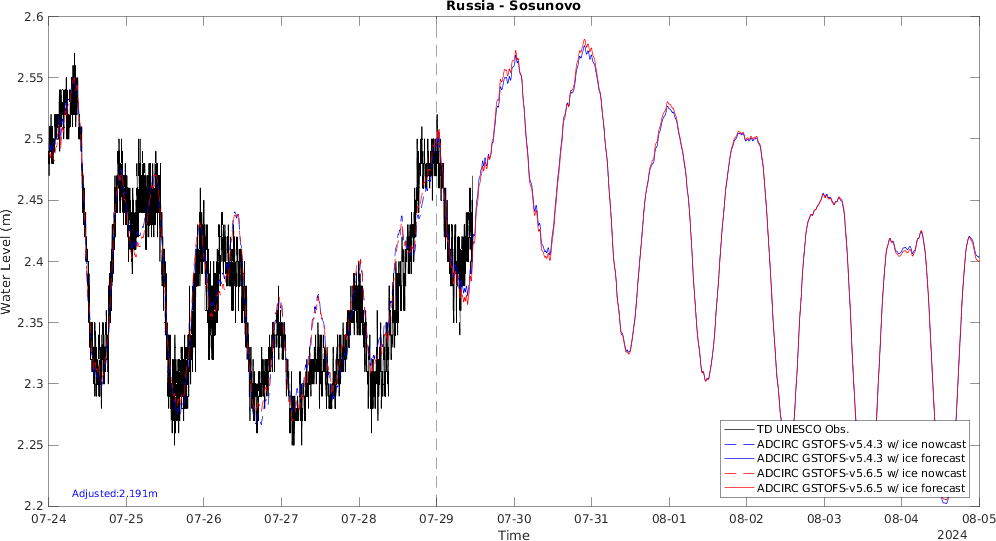 Russia - Sosunovo
Water Level (m)
2.6
2.55
2.5
2.45
2.4
2.35
2.3
2.25
2.2
Adjusted:2.191m
TD UNESCO Obs.
ADCIRC GSTOFS-v5.4.3 w/ ice nowcast
ADCIRC GSTOFS-v5.4.3 w/ ice forecast
ADCIRC GSTOFS-v5.6.5 w/ ice nowcast
ADCIRC GSTOFS-v5.6.5 w/ ice forecast
07-24 07-25 07-26 07-27 07-28 07-29 07-30 07-31 08-01 08-02 08-03 08-04 08-05
Time
2024